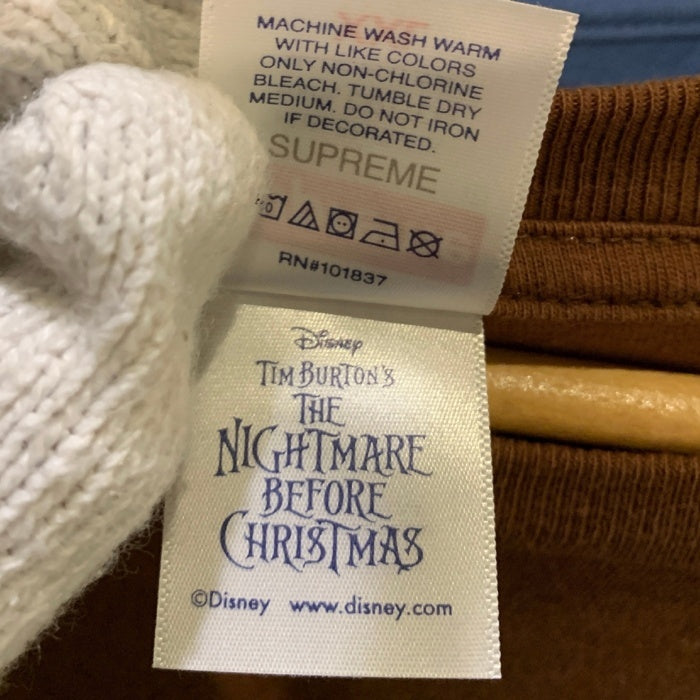 MACHINE WASH WARM
WITH LIKE COLORS
ONLY NON-CHLORINE
BLEACH. TUMBLE DRY
MEDIUM. DO NOT IRON
IF DECORATED.
SUPREME
RN#101837
Disney
TIM BURTON'S
THE
NIGHTMARE
BEFORE
CHRISTMAS
©Disney www.disney.com